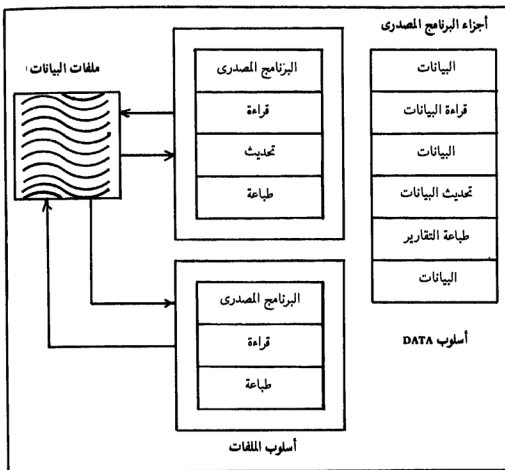 أجزاء البرنامج المصدرى
البيانات
قراءة البيانات
البيانات
تحديث البيانات
طباعة التقارير
البيانات
أسلوب DATA
البرنامج المصدرى
قراءة
تحديث
طباعة
ملفات البيانات
البرنامج المصدرى
قراءة
طباعة
أسلوب الملفات